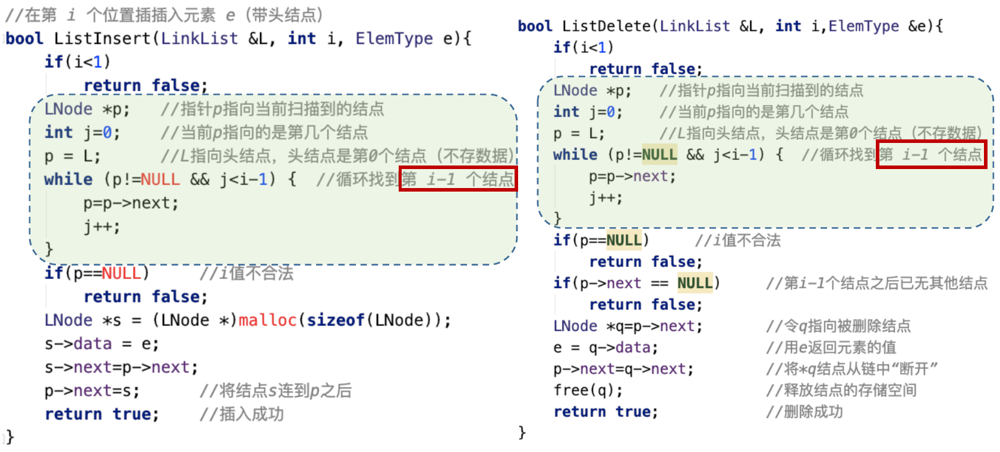 //在第 i 个位置插插入元素 e（带头结点）
bool ListInsert(LinkList &L, int i, ElemType e){
if(i<1)
return false;
LNode *p; //指针p指向当前扫描到的结点
int j=0; //当前p指向的是第几个结点
p = L; //L指向头结点，头结点是第0个结点（不存数据）
while (p!=NULL && j<i-1) { //循环找到第 i-1 个结点
p=p->next;
j++;
}
if(p==NULL) //i值不合法
return false;
LNode *s = (LNode *)malloc(sizeof(LNode));
s->data = e;
s->next=p->next;
p->next=s; //将结点s连到p之后
return true; //插入成功
}
bool ListDelete(LinkList &L, int i,ElemType &e){
if(i<1)
return false;
LNode *p; //指针p指向当前扫描到的结点
int j=0; //当前p指向的是第几个结点
p = L; //L指向头结点，头结点是第0个结点（不存数据）
while (p!=NULL && j<i-1) { //循环找到第 i-1 个结点
p=p->next;
j++;
}
if(p==NULL) //i值不合法
return false;
if(p->next == NULL) //第i-1个结点之后已无其他结点
return false;
LNode *q=p->next; //令q指向被删除结点
e = q->data; //用e返回元素的值
p->next=q->next; //将*q结点从链中“断开”
free(q); //释放结点的存储空间
return true; //删除成功
}